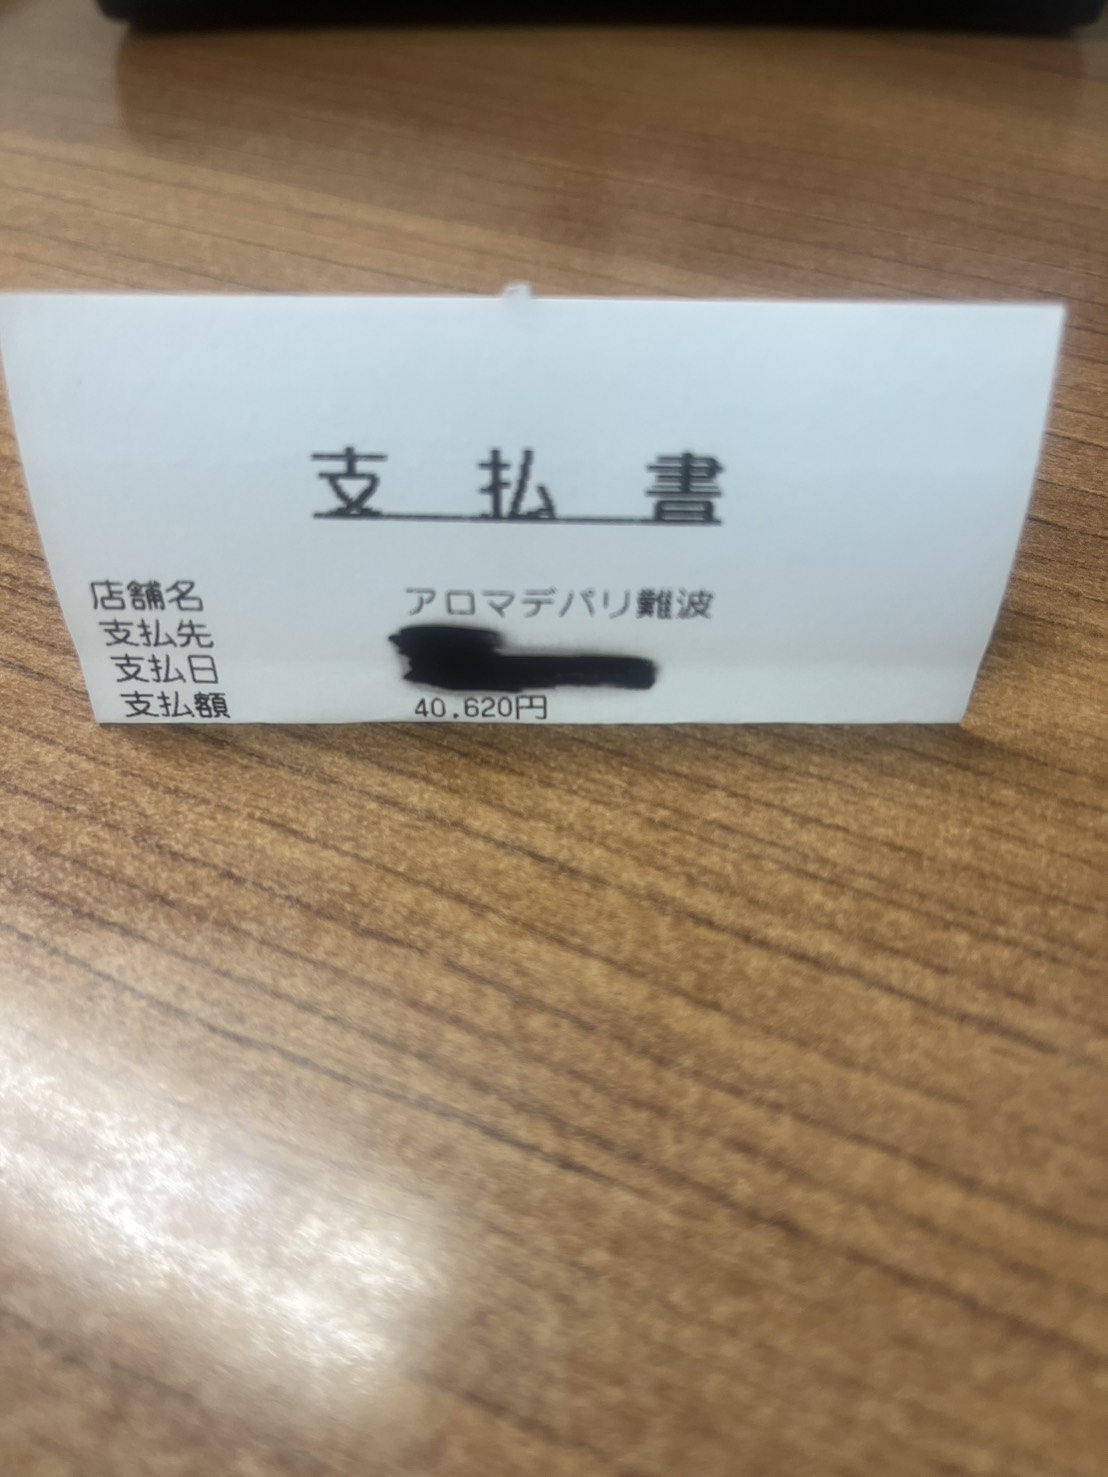 支払書
店舗名 アロマデパリ難波
支払先
支払日
支払額 40,620円